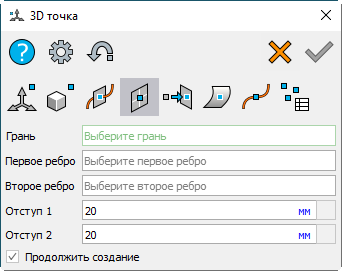 3D точка
Грань Выберите грань
Первое ребро Выберите первое ребро
Второе ребро Выберите второе ребро
Отступ 1 20 мм
Отступ 2 20 мм
Продолжить создание